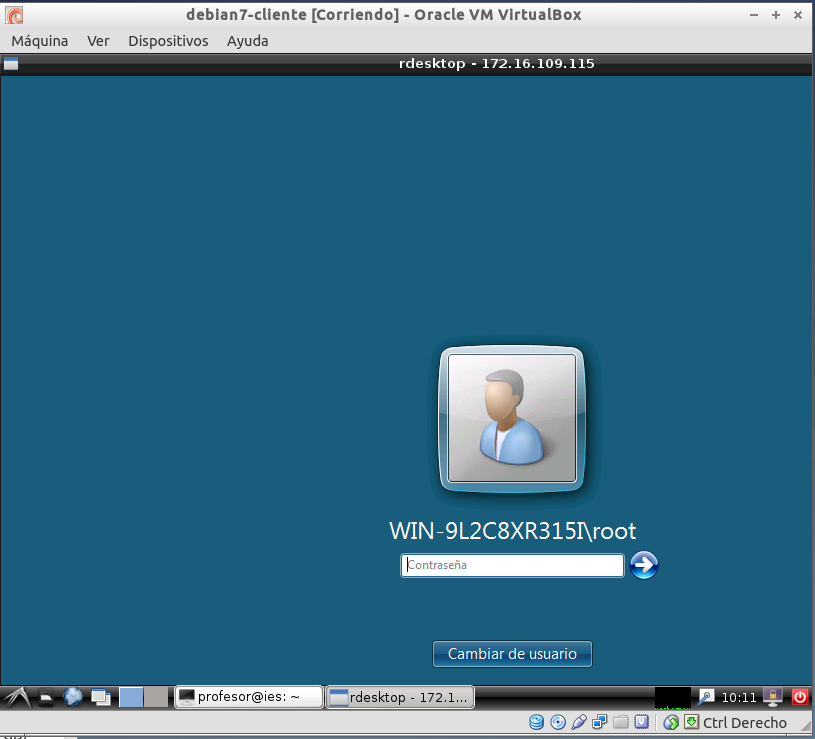 debian7-cliente [Corriendo] - Oracle VM VirtualBox
Máquina Ver Dispositivos Ayuda
rdesktop - 172.16.109.115
WIN-9L2C8XR315I\root
Contraseña
Cambiar de usuario
profesor@ies: ~ rdesktop - 172.1... 10:11
Ctrl Derecho